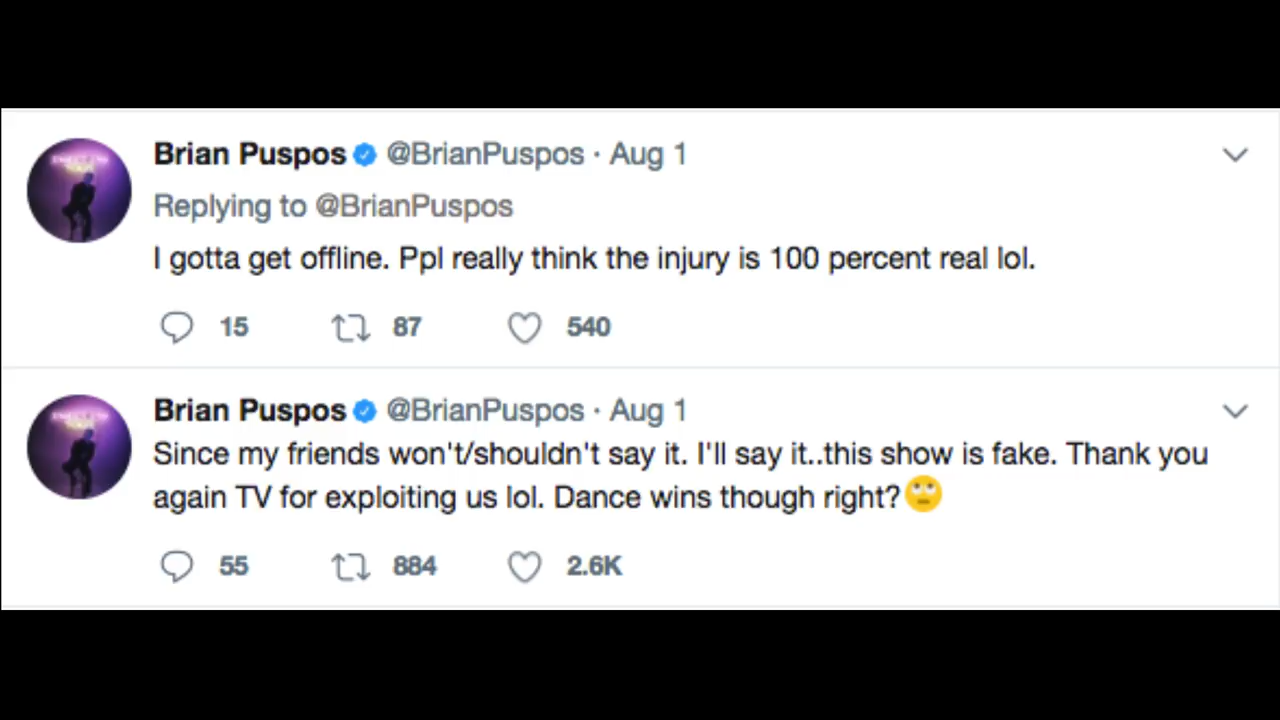 Brian Puspos @BrianPuspos · Aug 1
Replying to @BrianPuspos
I gotta get offline. Ppl really think the injury is 100 percent real lol.
15 87 540
Brian Puspos @BrianPuspos · Aug 1
Since my friends won't/shouldn't say it. I'll say it..this show is fake. Thank you
again TV for exploiting us lol. Dance wins though right?🙄
55 884 2.6K